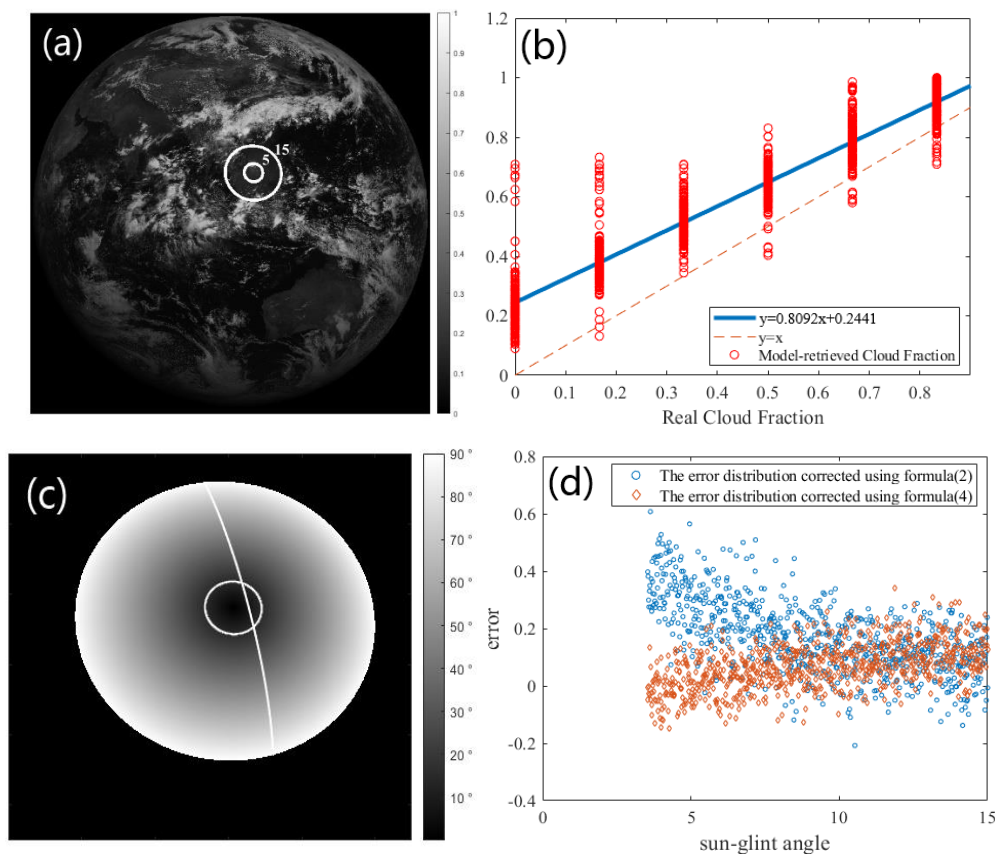 (a)
5
15
1
0.9
0.8
0.7
0.6
0.5
0.4
0.3
0.2
0.1
0
(b)
1.2
1
0.8
0.6
0.4
0.2
0
y=0.8092x+0.2441
y=x
Model-retrieved Cloud Fraction
0 0.1 0.2 0.3 0.4 0.5 0.6 0.7 0.8
Real Cloud Fraction
(c)
90 °
80 °
70 °
60 °
50 °
40 °
30 °
20 °
10 °
(d)
0.8
0.6
0.4
0.2
0
-0.2
-0.4
error
The error distribution corrected using formula(2)
The error distribution corrected using formula(4)
0 5 10 15
sun-glint angle